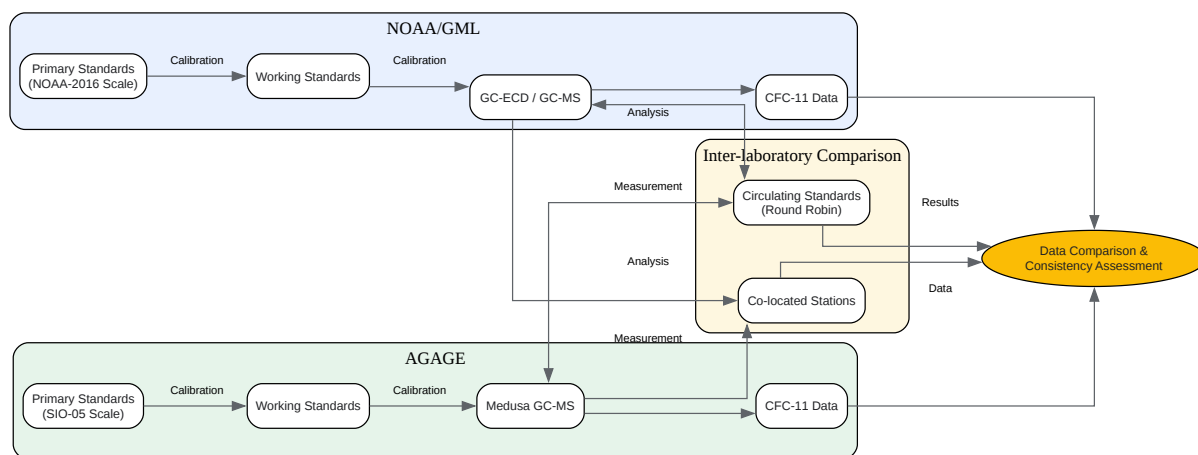 NOAA/GML
Primary Standards
(NOAA-2016 Scale)
Calibration
Working Standards
Calibration
GC-ECD / GC-MS
Analysis
CFC-11 Data
Inter-laboratory Comparison
Measurement
Circulating Standards
(Round Robin)
Results
Analysis
Co-located Stations
Data
Data Comparison &
Consistency Assessment
Measurement
AGAGE
Primary Standards
(SIO-05 Scale)
Calibration
Working Standards
Calibration
Medusa GC-MS
CFC-11 Data